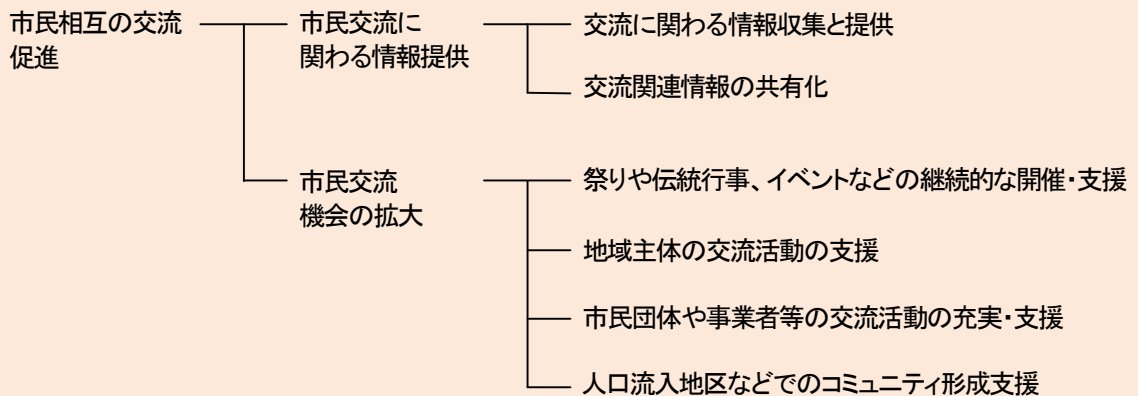 市民相互の交流
促進
市民交流に
関わる情報提供
交流に関わる情報収集と提供
交流関連情報の共有化
市民交流
機会の拡大
祭りや伝統行事、イベントなどの継続的な開催・支援
地域主体の交流活動の支援
市民団体や事業者等の交流活動の充実・支援
人口流入地区などでのコミュニティ形成支援